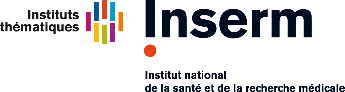 Instituts
thématiques
Inserm
Institut national
de la santé et de la recherche médicale